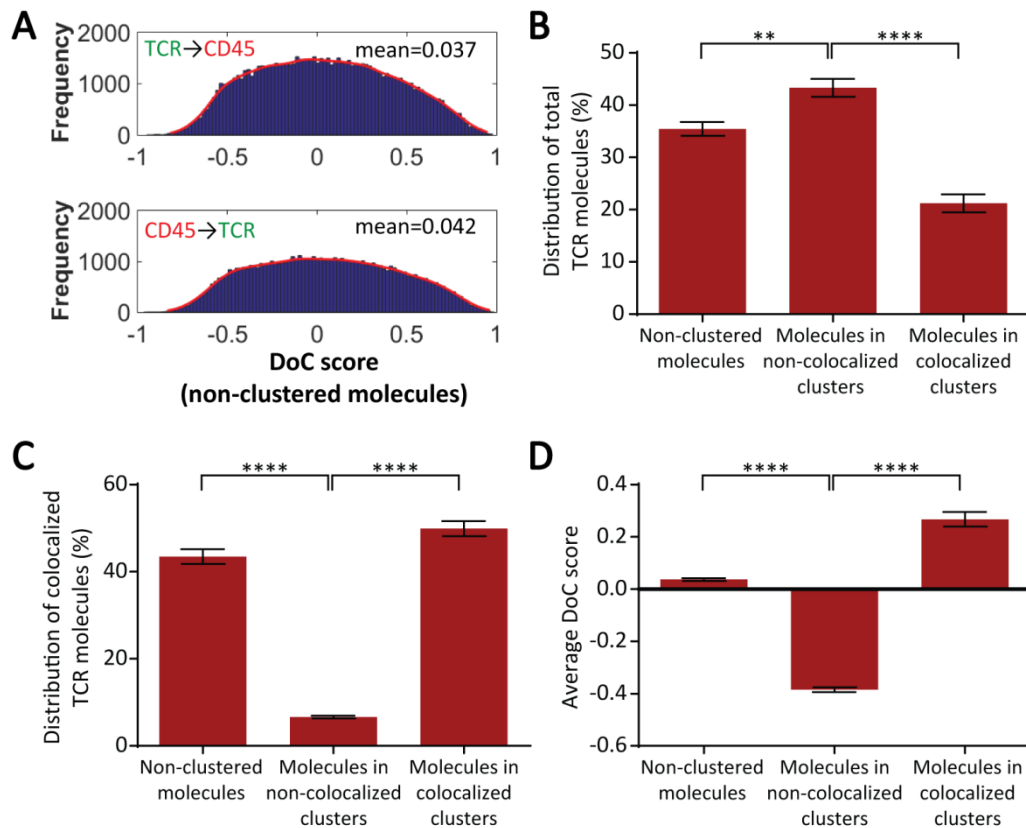 A
2000
1000
0
Frequency
TCR→CD45
mean=0.037
-1
-0.5
0
0.5
1
2000
1000
0
Frequency
CD45→TCR
mean=0.042
-1
-0.5
0
0.5
1
DoC score
(non-clustered molecules)
B
**
****
50
40
30
20
10
0
Distribution of total
TCR molecules (%)
Non-clustered
molecules
Molecules in
non-colocalized
clusters
Molecules in
colocalized
clusters
C
****
****
60
40
20
0
Distribution of colocalized
TCR molecules (%)
Non-clustered
molecules
Molecules in
non-colocalized
clusters
Molecules in
colocalized
clusters
D
****
****
0.4
0.2
0.0
-0.2
-0.4
-0.6
Average DoC score
Non-clustered
molecules
Molecules in
non-colocalized
clusters
Molecules in
colocalized
clusters